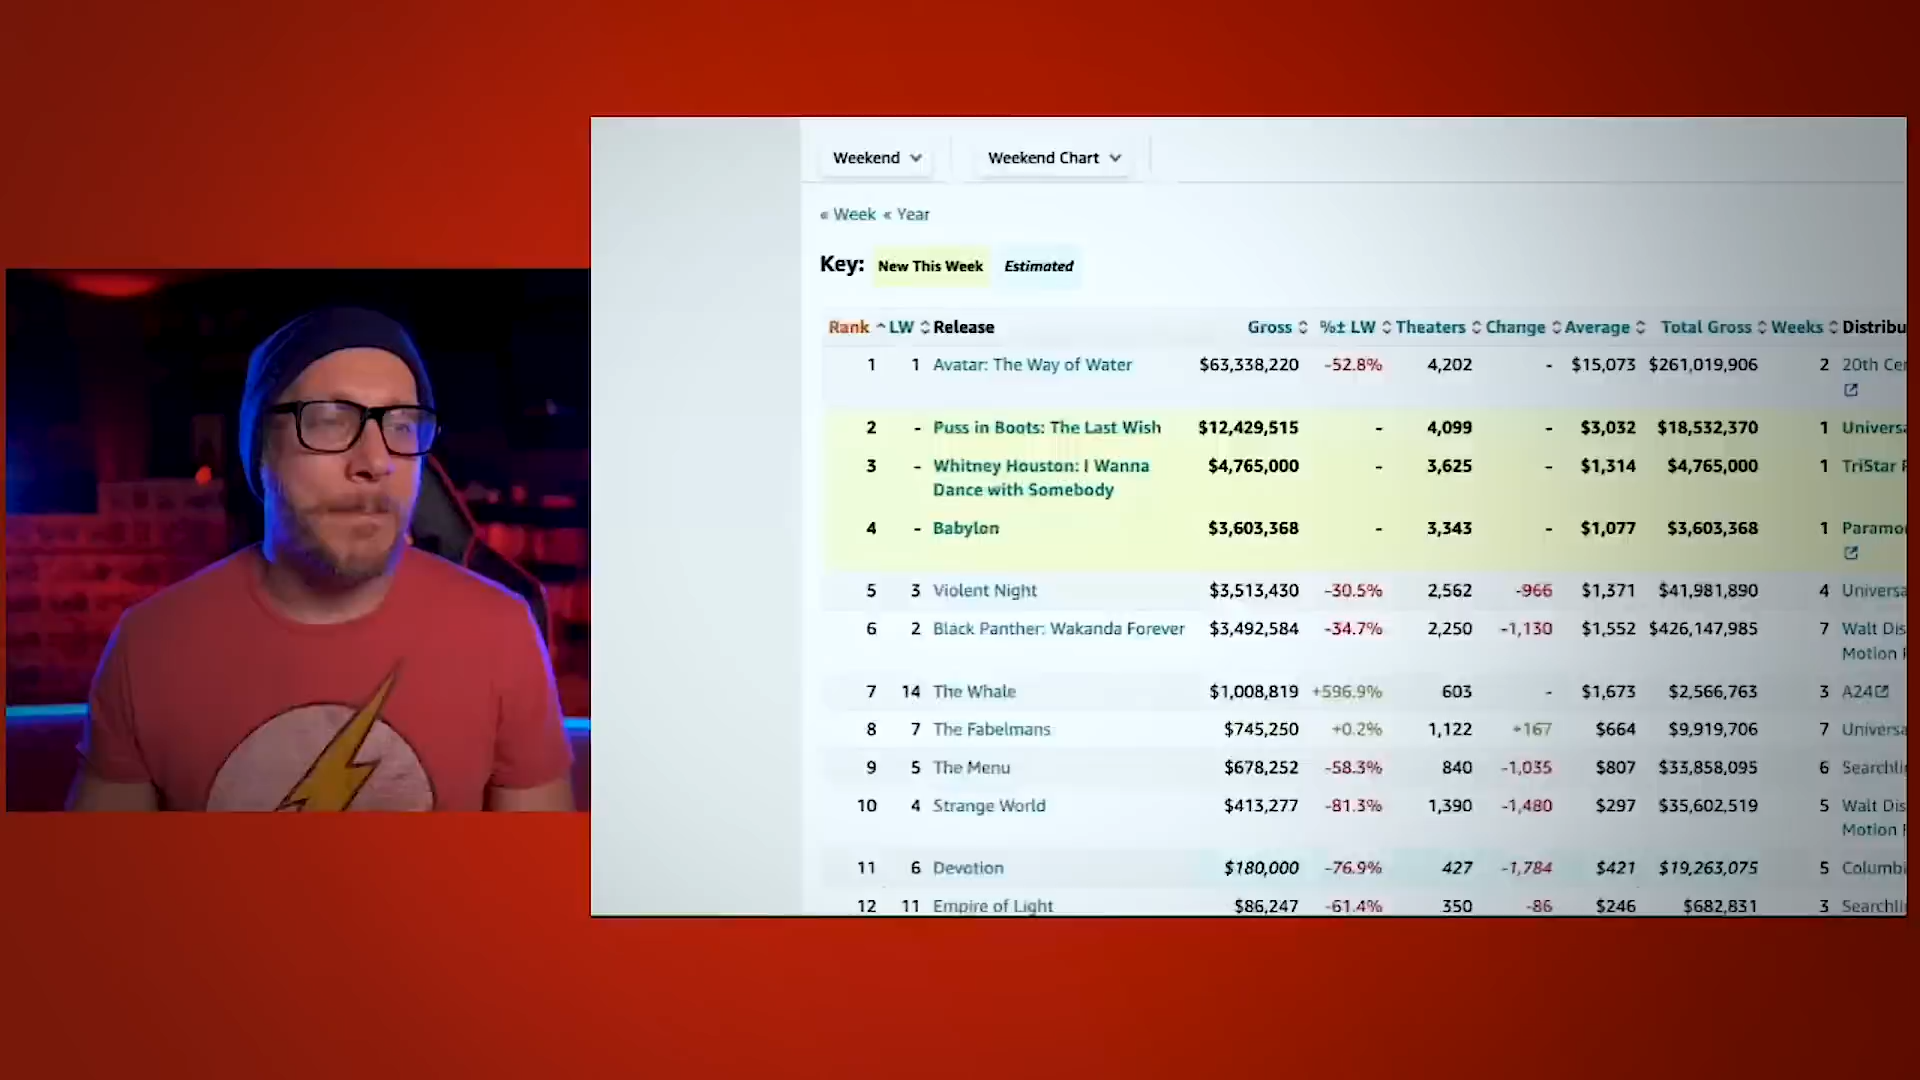 Weekend Weekend Chart
« Week « Year
Key: New This Week Estimated
Rank LW Release Gross %± LW Theaters Change Average Total Gross Weeks Distribu
1 1 Avatar: The Way of Water $63,338,220 -52.8% 4,202 - $15,073 $261,019,906 2 20th Cen
2 - Puss in Boots: The Last Wish $12,429,515 - 4,099 - $3,032 $18,532,370 1 Universa
3 - Whitney Houston: I Wanna $4,765,000 - 3,625 - $1,314 $4,765,000 1 TriStar P
Dance with Somebody
4 - Babylon $3,603,368 - 3,343 - $1,077 $3,603,368 1 Paramo
5 3 Violent Night $3,513,430 -30.5% 2,562 -966 $1,371 $41,981,890 4 Universa
6 2 Black Panther: Wakanda Forever $3,492,584 -34.7% 2,250 -1,130 $1,552 $426,147,985 7 Walt Dis
Motion P
7 14 The Whale $1,008,819 +596.9% 603 - $1,673 $2,566,763 3 A24
8 7 The Fabelmans $745,250 +0.2% 1,122 +167 $664 $9,919,706 7 Universa
9 5 The Menu $678,252 -58.3% 840 -1,035 $807 $33,858,095 6 Searchli
10 4 Strange World $413,277 -81.3% 1,390 -1,480 $297 $35,602,519 5 Walt Dis
Motion P
11 6 Devotion $180,000 -76.9% 427 -1,784 $421 $19,263,075 5 Columbi
12 11 Empire of Light $86,247 -61.4% 350 -86 $246 $682,831 3 Searchli